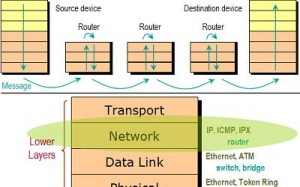 Source device
Destination device
Router
Router
Router
Message
Transport
Lower
Layers
Network
IP, ICMP, IPX
router
Data Link
Ethernet, ATM
switch, bridge
Physical
Ethernet, Token Ring